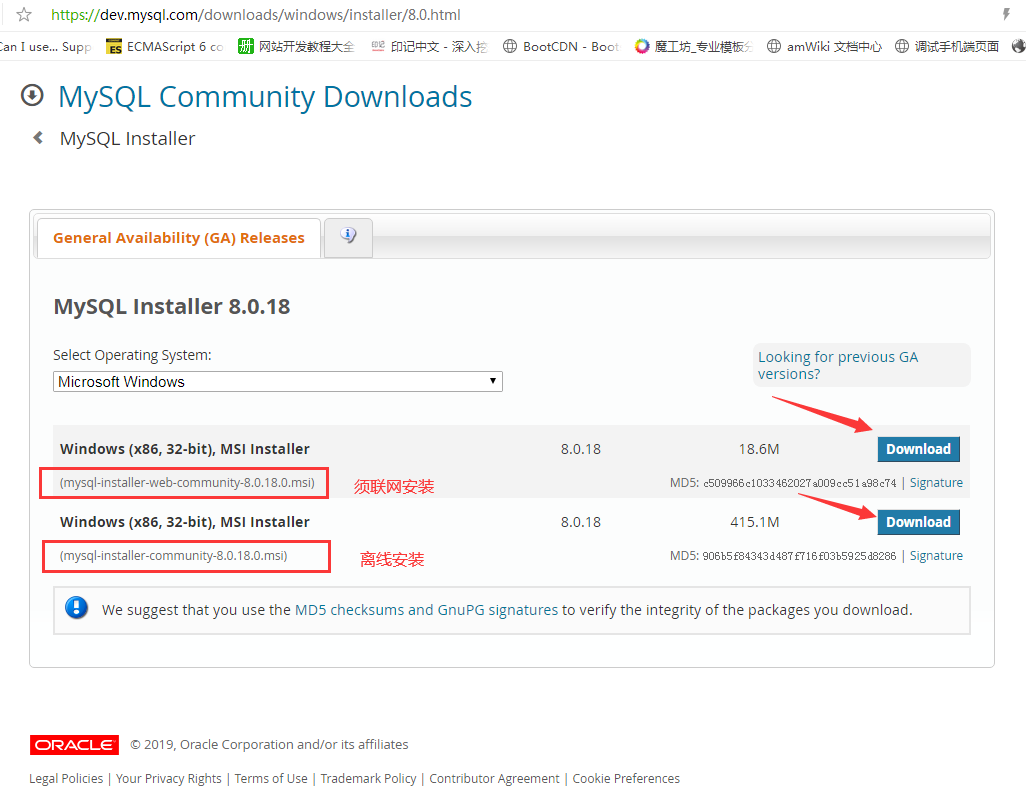 https://dev.mysql.com/downloads/windows/installer/8.0.html
Can I use... Supp ECMAScript 6 co 网站开发教程大全 印记中文 - 深入挖 BootCDN - Boot 魔工坊_专业模板分 amWiki 文档中心 调试手机端页面
MySQL Community Downloads
MySQL Installer
General Availability (GA) Releases
MySQL Installer 8.0.18
Select Operating System:
Microsoft Windows
Looking for previous GA
versions?
Windows (x86, 32-bit), MSI Installer 8.0.18 18.6M Download
(mysql-installer-web-community-8.0.18.0.msi) 须联网安装 MD5: c509966c1033462027a009cc51a98c74 | Signature
Windows (x86, 32-bit), MSI Installer 8.0.18 415.1M Download
(mysql-installer-community-8.0.18.0.msi) 离线安装 MD5: 906b5f84343d487f716f03b5925d8286 | Signature
We suggest that you use the MD5 checksums and GnuPG signatures to verify the integrity of the packages you download.
ORACLE © 2019, Oracle Corporation and/or its affiliates
Legal Policies | Your Privacy Rights | Terms of Use | Trademark Policy | Contributor Agreement | Cookie Preferences